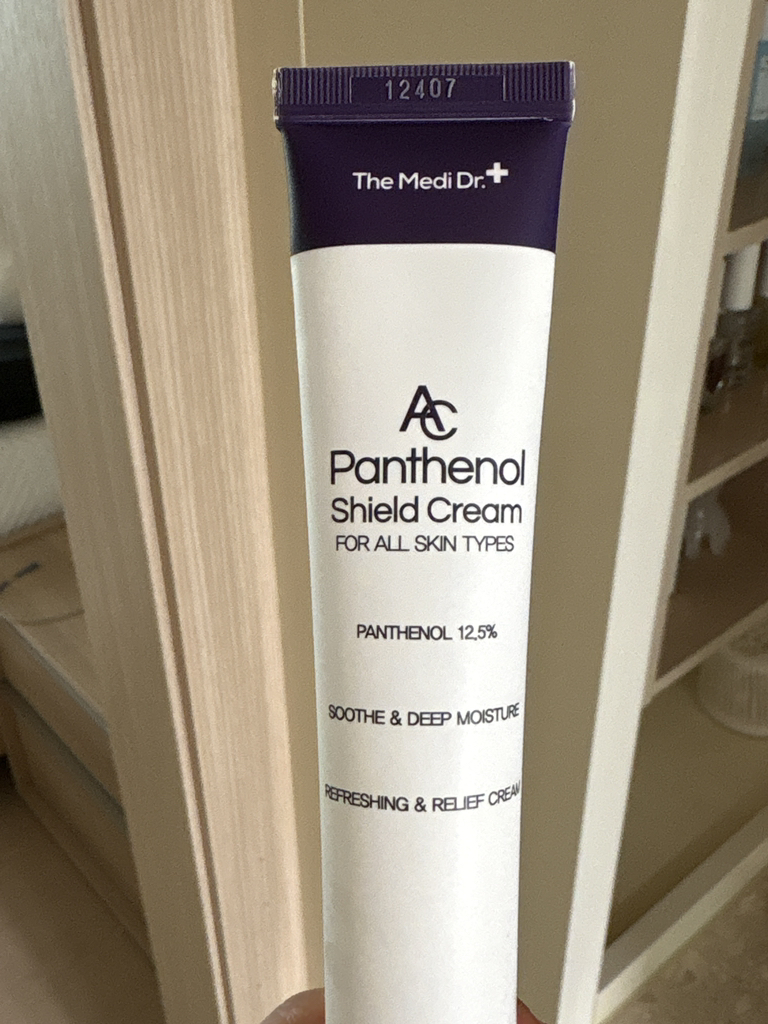 12407
The Medi Dr.+
AC
Panthenol
Shield Cream
FOR ALL SKIN TYPES
PANTHENOL 12,5%
SOOTHE & DEEP MOISTURE
REFRESHING & RELIEF CREAM